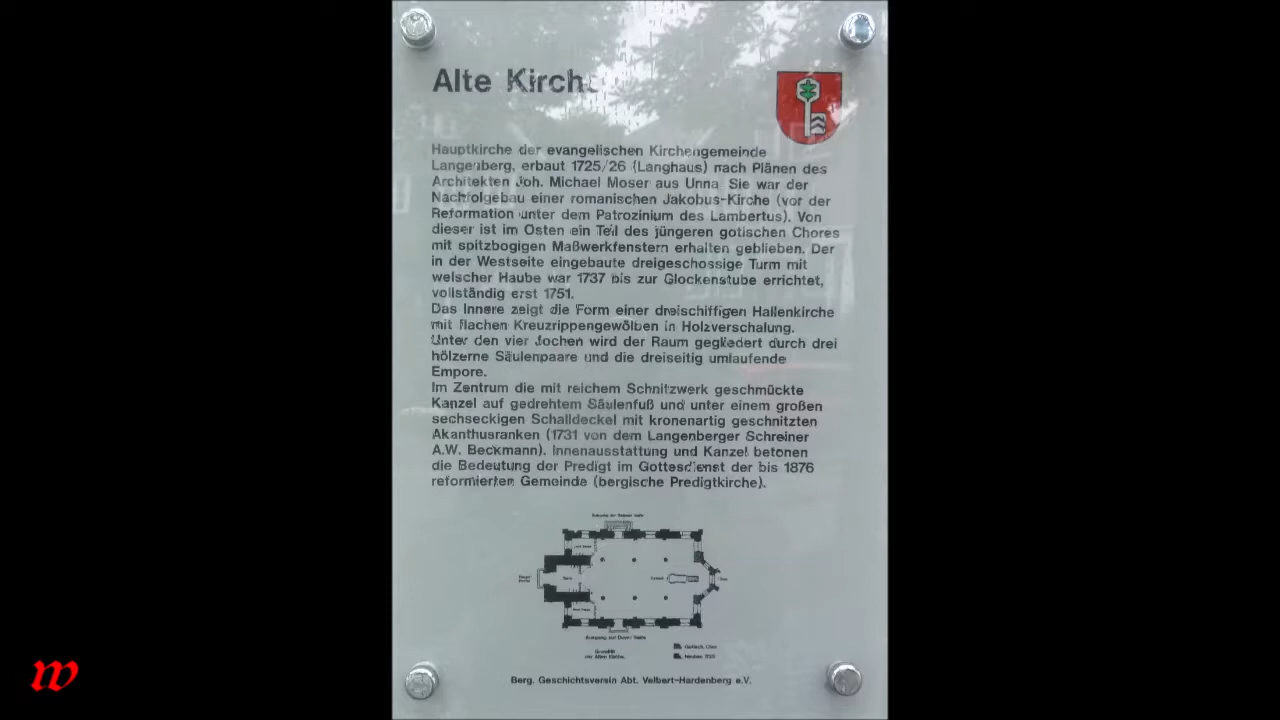 Alte Kirche
Hauptkirche der evangelischen Kirchengemeinde
Langenberg, erbaut 1725/26 (Langhaus) nach Plänen des
Architekten Joh. Michael Moser aus Unna. Sie war der
Nachfolgebau einer romanischen Jakobus-Kirche (vor der
Reformation unter dem Patrozinium des Lambertus). Von
dieser ist im Osten ein Teil des jüngeren gotischen Chores
mit spitzbogigen Maßwerkfenstern erhalten geblieben. Der
in der Westseite eingebaute dreigeschossige Turm mit
welscher Haube war 1737 bis zur Glockenstube errichtet,
vollständig erst 1751.
Das Innere zeigt die Form einer dreischiffigen Hallenkirche
mit flachen Kreuzrippengewölben in Holzverschalung.
Unter den vier Jochen wird der Raum gegliedert durch drei
hölzerne Säulenpaare und die dreiseitig umlaufende
Empore.
Im Zentrum die mit reichem Schnitzwerk geschmückte
Kanzel auf gedrehtem Säulenfuß und unter einem großen
sechseckigen Schalldeckel mit kronenartig geschnitzten
Akanthusranken (1731 von dem Langenberger Schreiner
A.W. Beckmann). Innenausstattung und Kanzel betonen
die Bedeutung der Predigt im Gottesdienst der bis 1876
reformierten Gemeinde (bergische Predigtkirche).
Grundriß
der Alten Kirche.
Berg. Geschichtsverein Abt. Velbert-Hardenberg e.V.
w